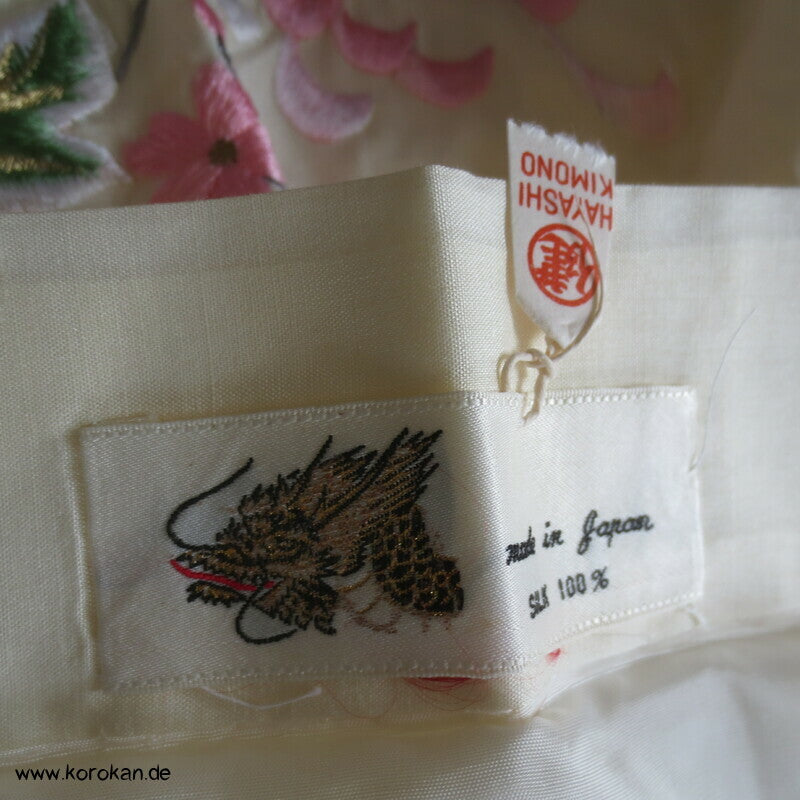 HAYASHI
KIMONO
made in Japan
SILK 100%
www.korokan.de